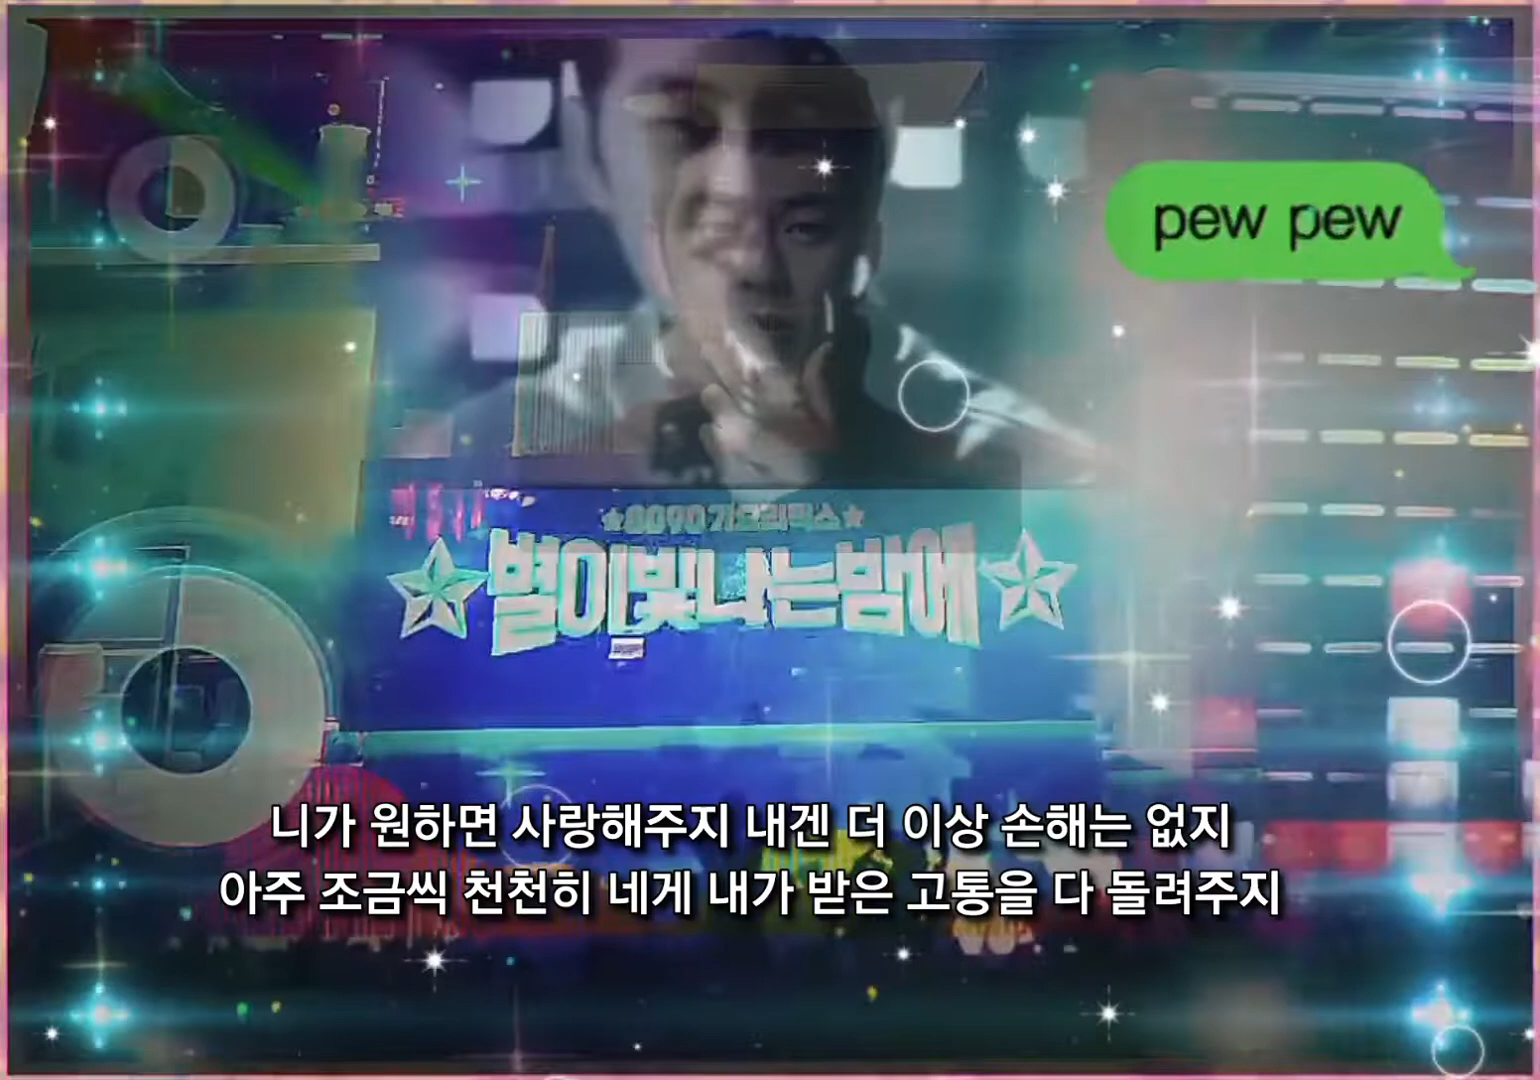 pew pew
★8090 가요리믹스★
★별이빛나는밤에★
니가 원하면 사랑해주지 내겐 더 이상 손해는 없지
아주 조금씩 천천히 네게 내가 받은 고통을 다 돌려주지